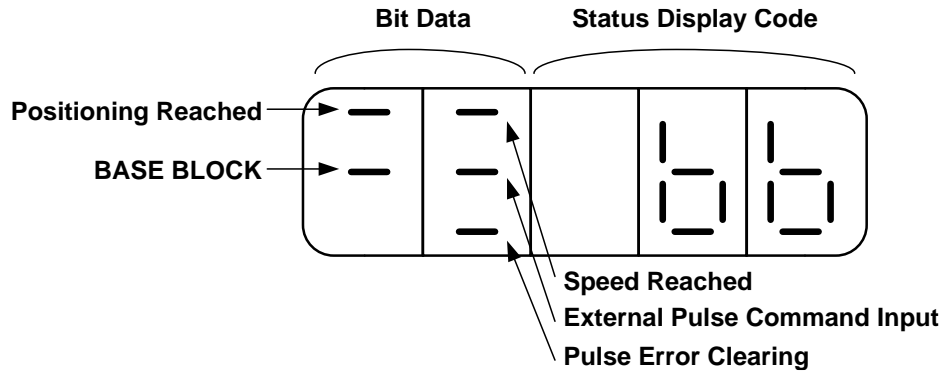 Bit Data
Status Display Code
Positioning Reached
BASE BLOCK
bb
Speed Reached
External Pulse Command Input
Pulse Error Clearing